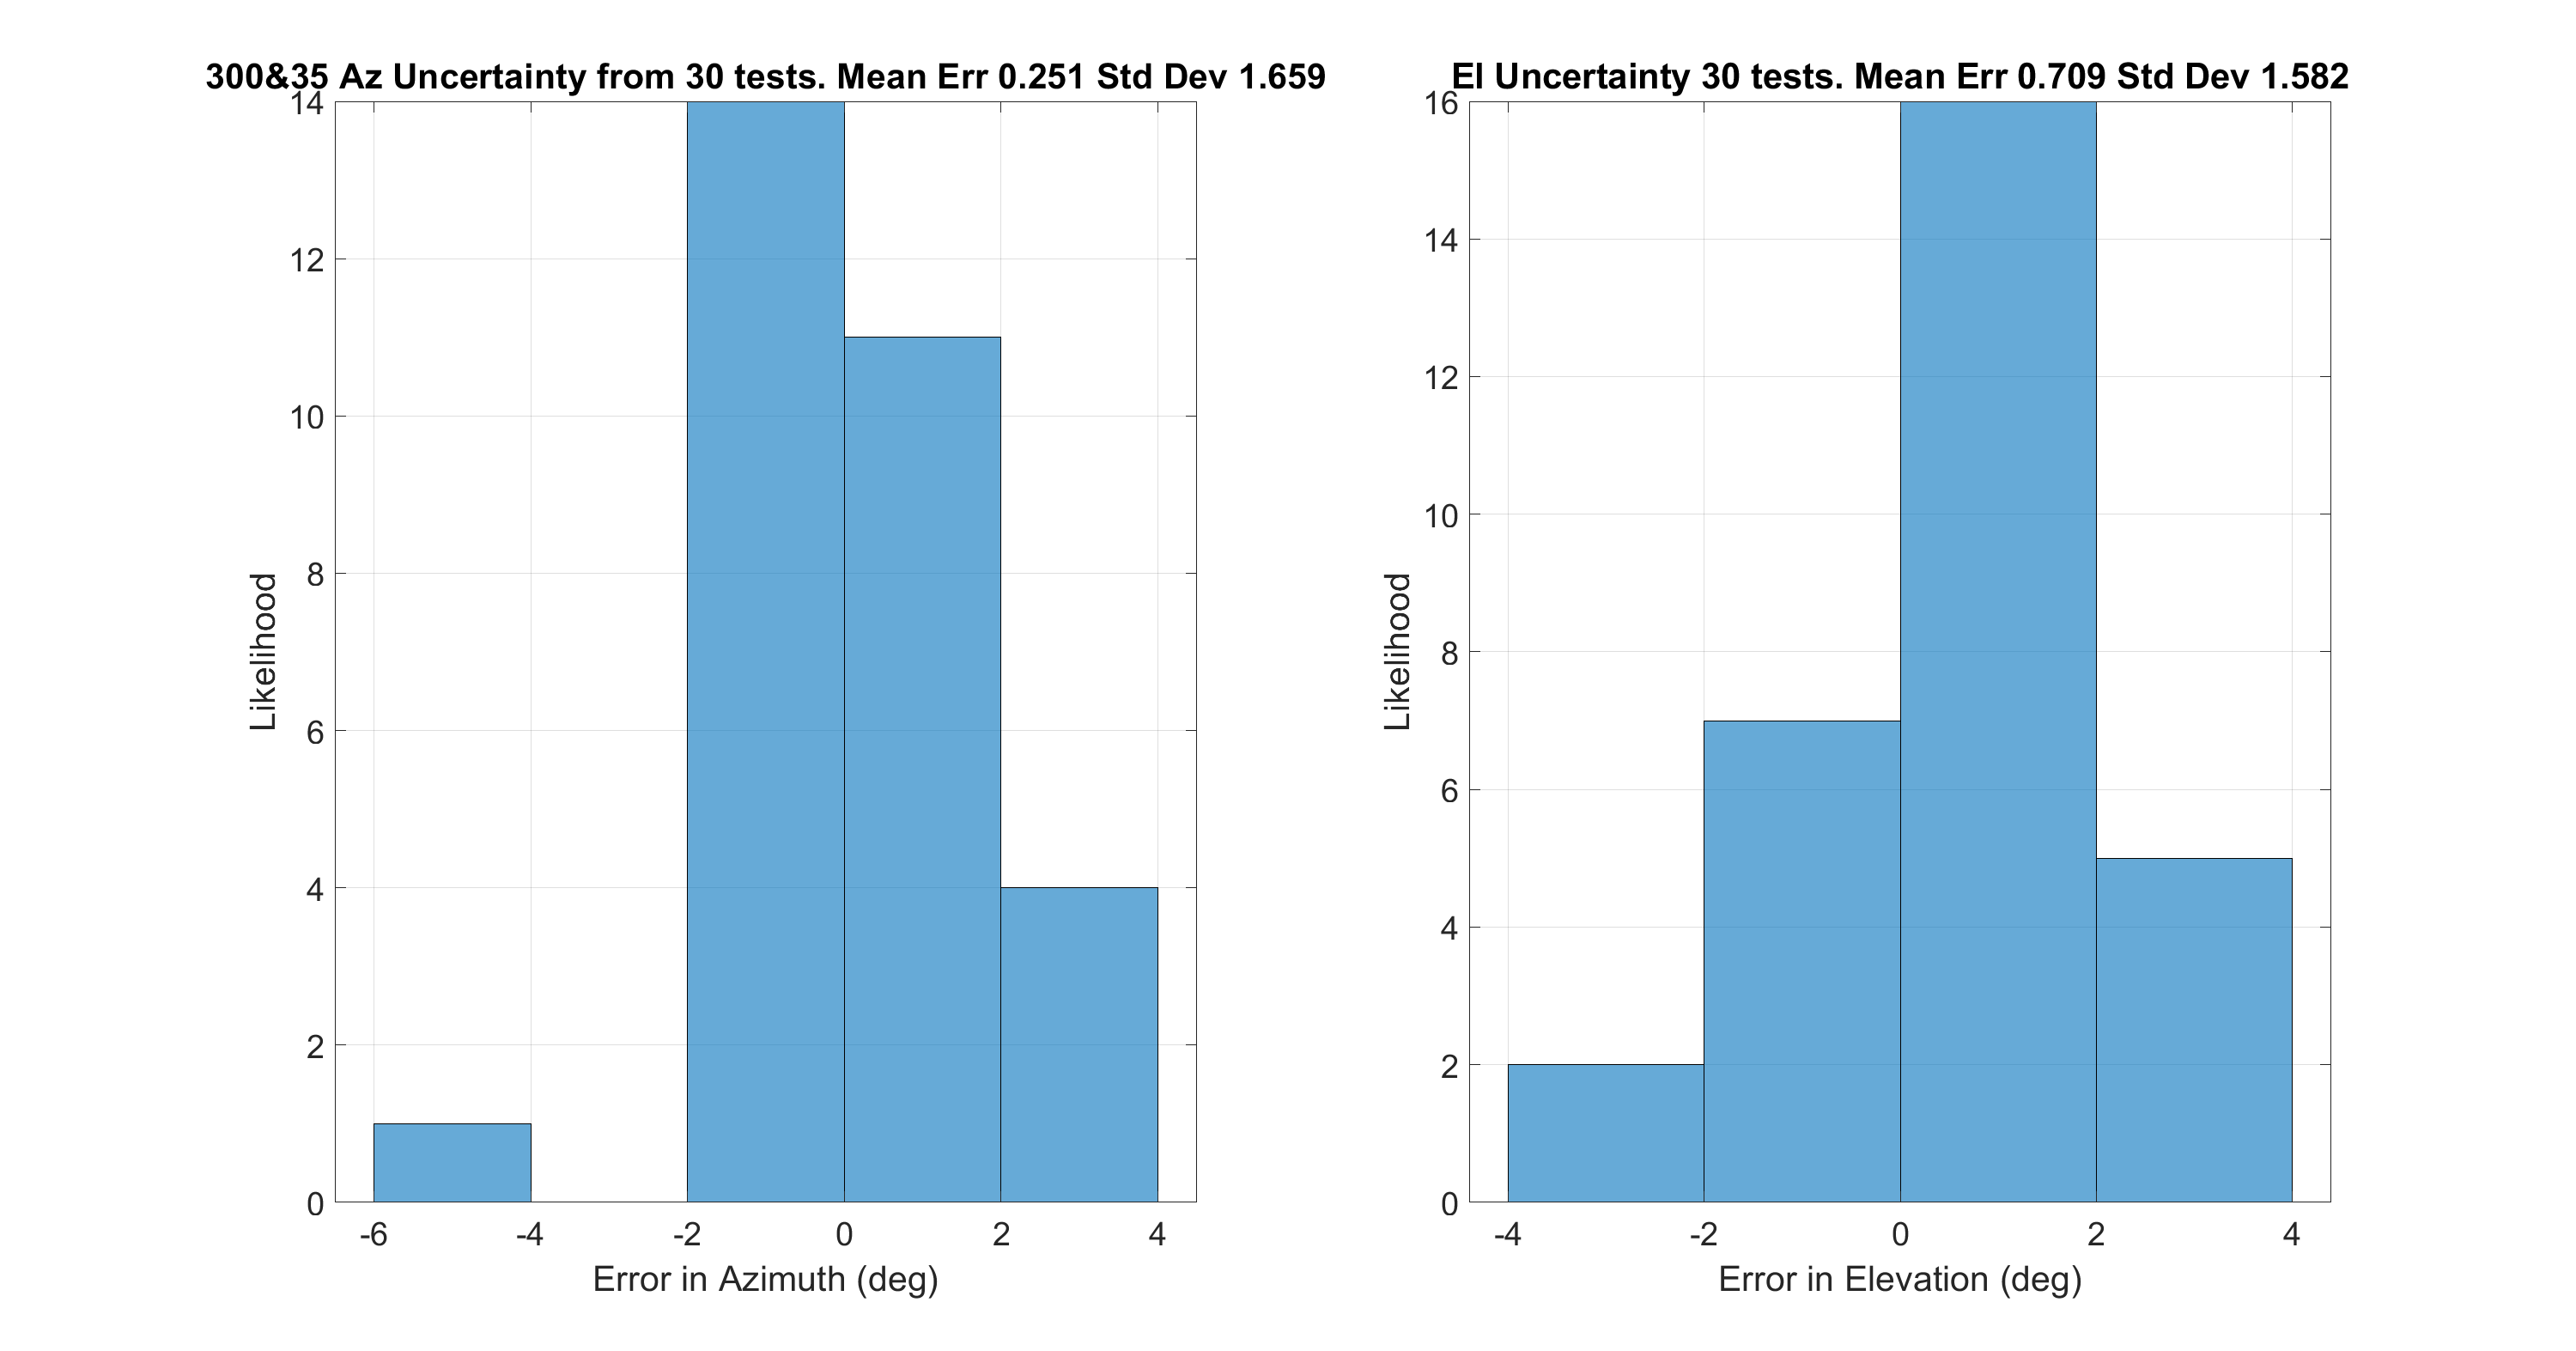 300&35 Az Uncertainty from 30 tests. Mean Err 0.251 Std Dev 1.659
14
12
10
8
6
4
2
0
Likelihood
-6 -4 -2 0 2 4
Error in Azimuth (deg)
El Uncertainty 30 tests. Mean Err 0.709 Std Dev 1.582
16
14
12
10
8
6
4
2
0
Likelihood
-4 -2 0 2 4
Error in Elevation (deg)